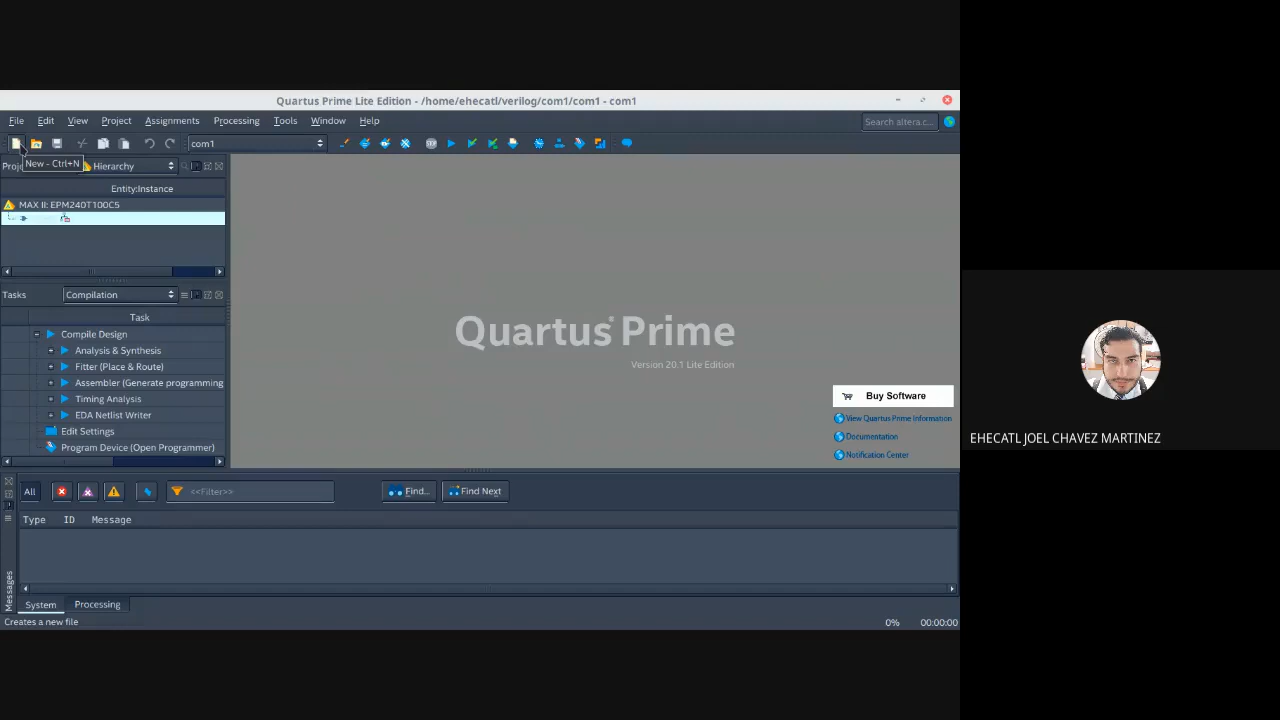 Quartus Prime Lite Edition - /home/ehecatl/verilog/com1/com1 - com1
File Edit View Project Assignments Processing Tools Window Help
Search altera.c...
com1
New - Ctrl+N
Hierarchy
Entity:Instance
MAX II: EPM240T100C5
Tasks
Compilation
Task
Compile Design
Analysis & Synthesis
Fitter (Place & Route)
Assembler (Generate programming
Timing Analysis
EDA Netlist Writer
Edit Settings
Program Device (Open Programmer)
Quartus® Prime
Version 20.1 Lite Edition
Buy Software
View Quartus Prime Information
Documentation
Notification Center
All
<<Filter>>
Find...
Find Next
Type ID Message
Messages
System Processing
Creates a new file
0% 00:00:00
EHECATL JOEL CHAVEZ MARTINEZ